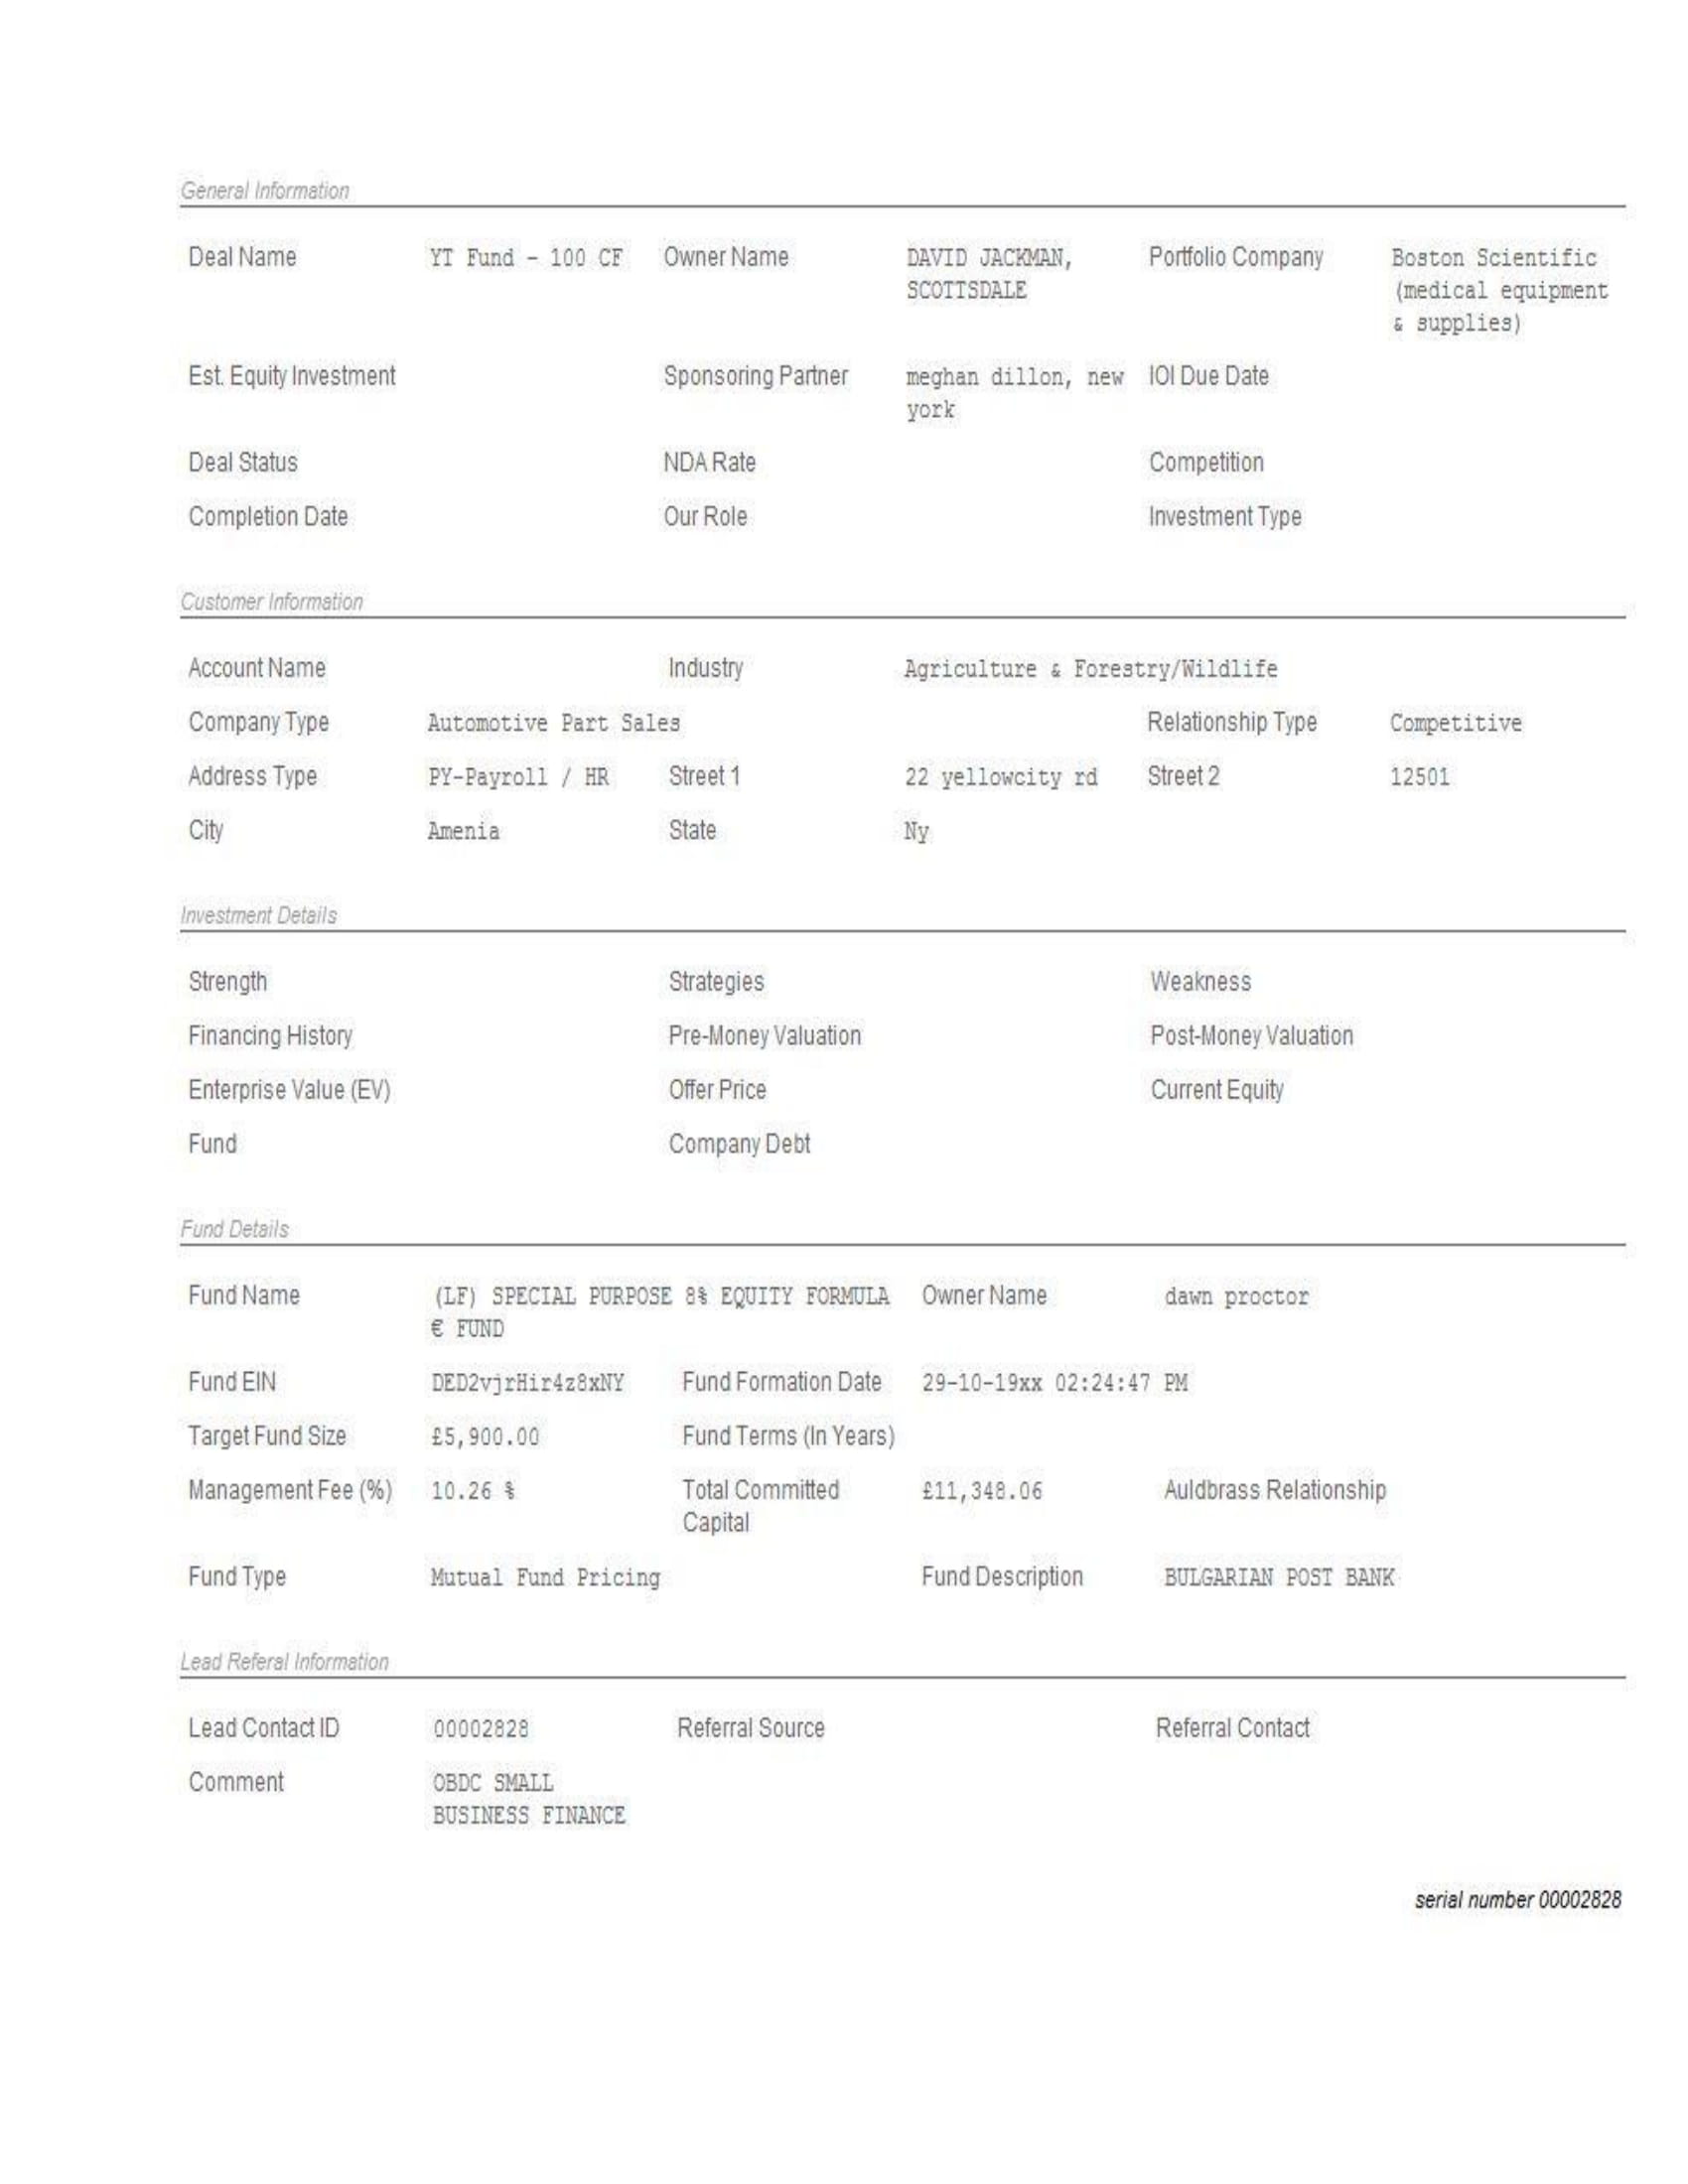 General Information
Deal Name YT Fund - 100 CF Owner Name DAVID JACKMAN, Portfolio Company Boston Scientific
SCOTTSDALE (medical equipment
& supplies)
Est. Equity Investment Sponsoring Partner meghan dillon, new IOI Due Date
york
Deal Status NDA Rate Competition
Completion Date Our Role Investment Type
Customer Information
Account Name Industry Agriculture & Forestry/Wildlife
Company Type Automotive Part Sales Relationship Type Competitive
Address Type PY-Payroll / HR Street 1 22 yellowcity rd Street 2 12501
City Amenia State Ny
Investment Details
Strength Strategies Weakness
Financing History Pre-Money Valuation Post-Money Valuation
Enterprise Value (EV) Offer Price Current Equity
Fund Company Debt
Fund Details
Fund Name (LF) SPECIAL PURPOSE 8% EQUITY FORMULA Owner Name dawn proctor
€ FUND
Fund EIN DED2vjrHir4z8xNY Fund Formation Date 29-10-19xx 02:24:47 PM
Target Fund Size £5,900.00 Fund Terms (In Years)
Management Fee (%) 10.26 % Total Committed £11,348.06 Auldbrass Relationship
Capital
Fund Type Mutual Fund Pricing Fund Description BULGARIAN POST BANK
Lead Referal Information
Lead Contact ID 00002828 Referral Source Referral Contact
Comment OBDC SMALL
BUSINESS FINANCE
serial number 00002828